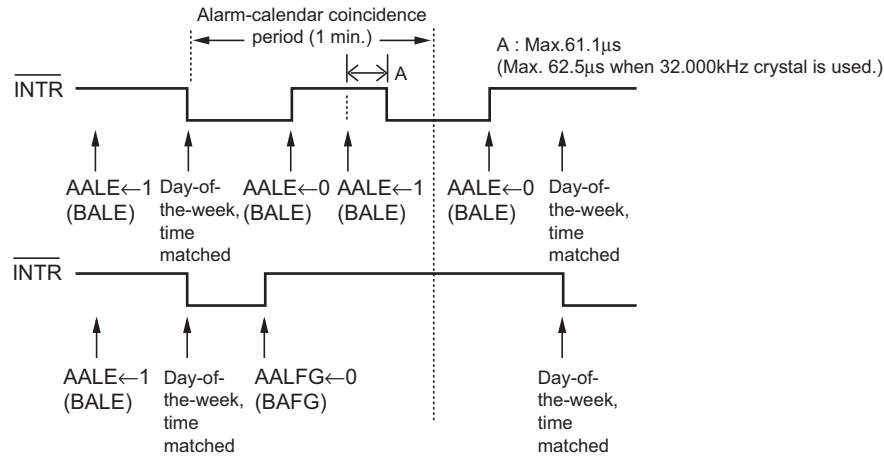 Alarm-calendar coincidence
period (1 min.)
A : Max.61.1μs
(Max. 62.5μs when 32.000kHz crystal is used.)
A
INTR
AALE←1
(BALE)
Day-of-
the-week,
time
matched
AALE←0
(BALE)
AALE←1
(BALE)
AALE←0
(BALE)
Day-of-
the-week,
time
matched
INTR
AALE←1
(BALE)
Day-of-
the-week,
time
matched
AALFG←0
(BAFG)
Day-of-
the-week,
time
matched